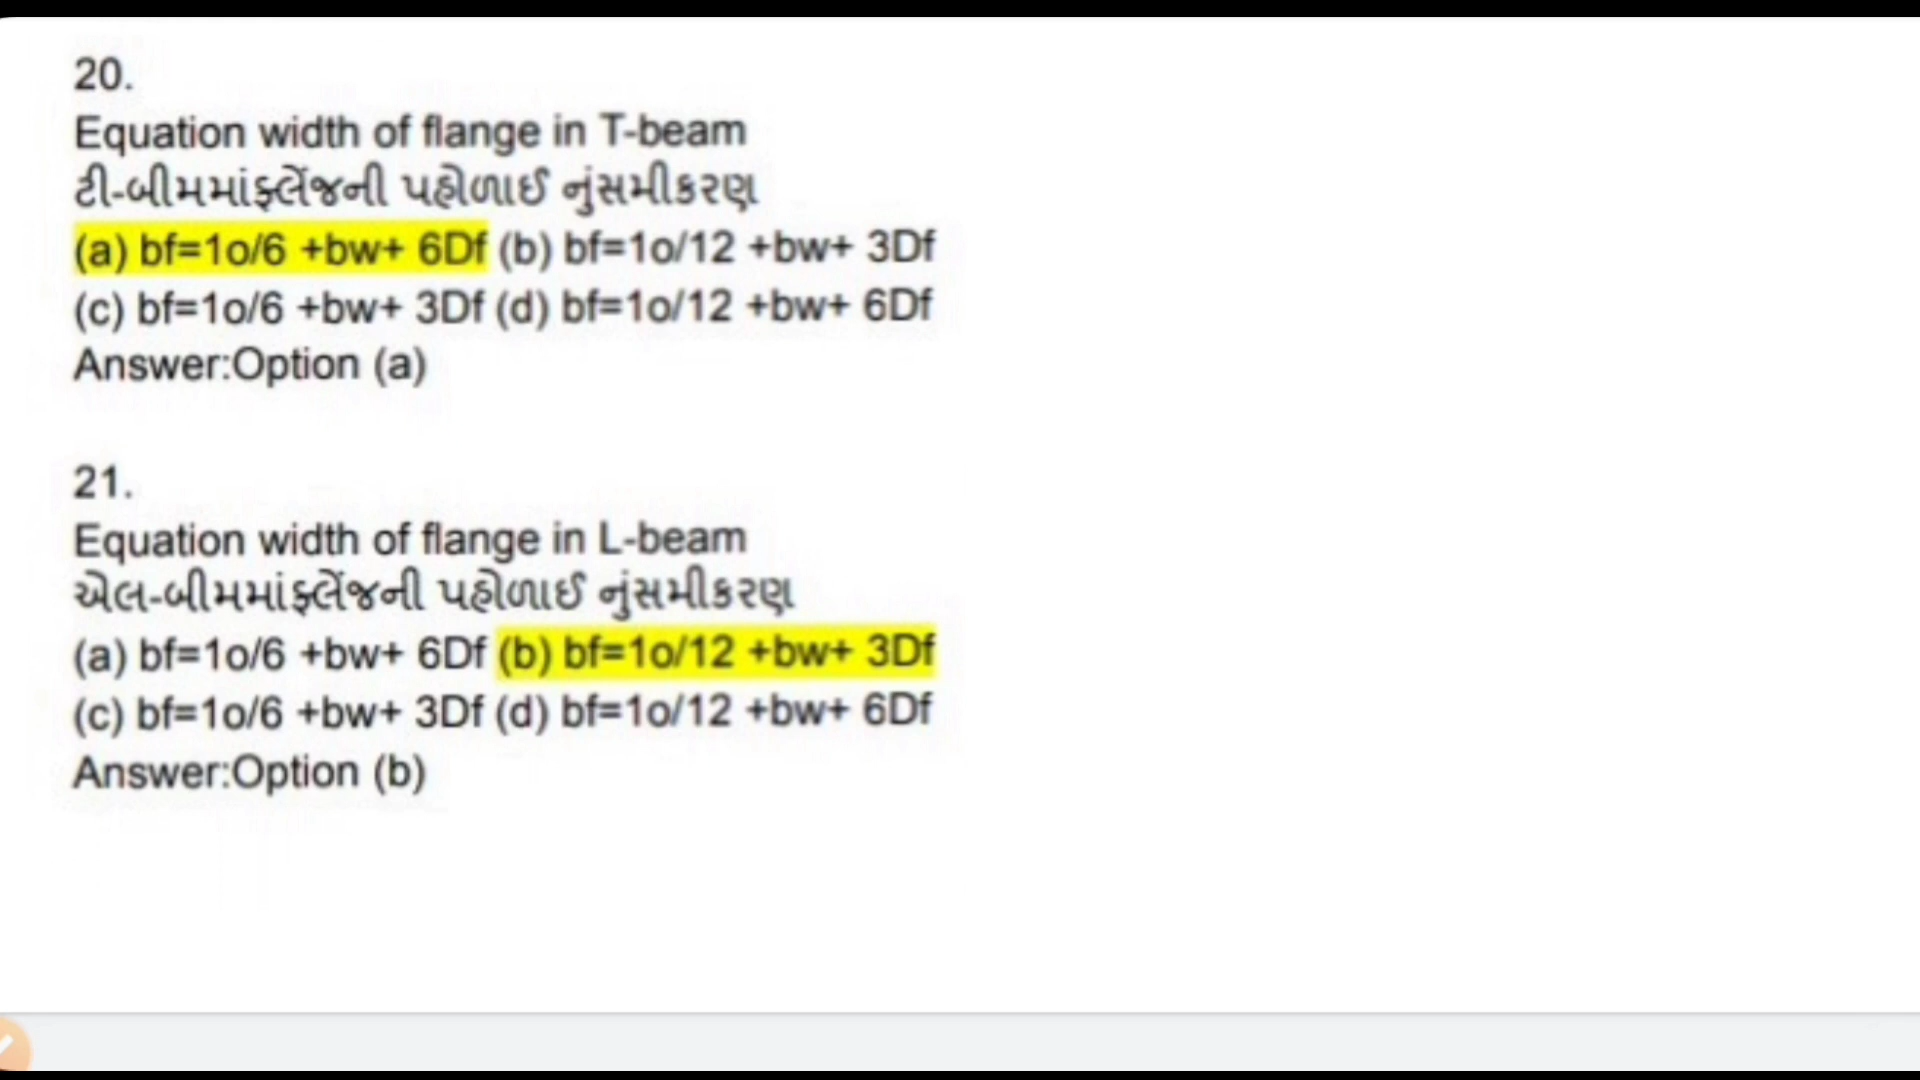 20.
Equation width of flange in T-beam
ટી-બીમમાંફ્લેંજની પહોળાઈ નુંસમીકરણ
(a) bf=1o/6 +bw+ 6Df (b) bf=1o/12 +bw+ 3Df
(c) bf=1o/6 +bw+ 3Df (d) bf=1o/12 +bw+ 6Df
Answer:Option (a)
21.
Equation width of flange in L-beam
એલ-બીમમાંફ્લેંજની પહોળાઈ નુંસમીકરણ
(a) bf=1o/6 +bw+ 6Df (b) bf=1o/12 +bw+ 3Df
(c) bf=1o/6 +bw+ 3Df (d) bf=1o/12 +bw+ 6Df
Answer:Option (b)